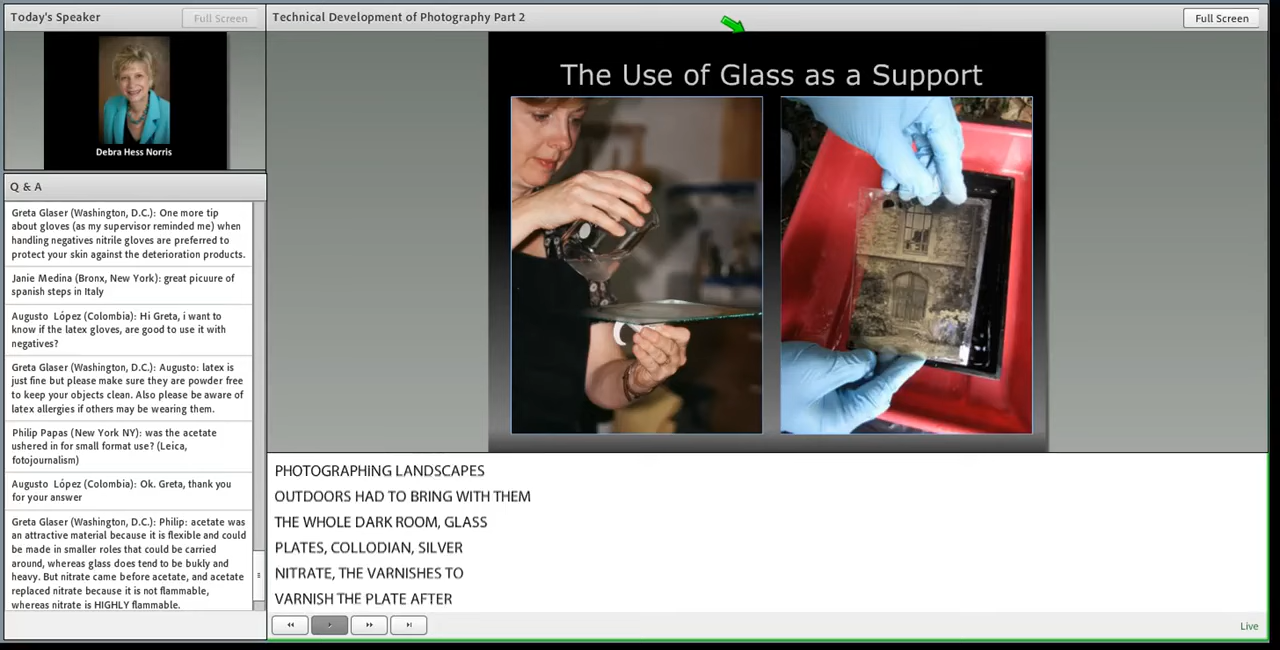 Today's Speaker
Full Screen
Debra Hess Norris
Q & A
Greta Glaser (Washington, D.C.): One more tip
about gloves (as my supervisor reminded me) when
handling negatives nitrile gloves are preferred to
protect your skin against the deterioration products.
Janie Medina (Bronx, New York): great picuure of
spanish steps in Italy
Augusto López (Colombia): Hi Greta, i want to
know if the latex gloves, are good to use it with
negatives?
Greta Glaser (Washington, D.C.): Augusto: latex is
just fine but please make sure they are powder free
to keep your objects clean. Also please be aware of
latex allergies if others may be wearing them.
Philip Papas (New York NY): was the acetate
ushered in for small format use? (Leica,
fotojournalism)
Augusto López (Colombia): Ok. Greta, thank you
for your answer
Greta Glaser (Washington, D.C.): Philip: acetate was
an attractive material because it is flexible and could
be made in smaller roles that could be carried
around, whereas glass does tend to be bukly and
heavy. But nitrate came before acetate, and acetate
replaced nitrate because it is not flammable,
whereas nitrate is HIGHLY flammable.
Technical Development of Photography Part 2
Full Screen
The Use of Glass as a Support
PHOTOGRAPHING LANDSCAPES
OUTDOORS HAD TO BRING WITH THEM
THE WHOLE DARK ROOM, GLASS
PLATES, COLLODIAN, SILVER
NITRATE, THE VARNISHES TO
VARNISH THE PLATE AFTER
Live